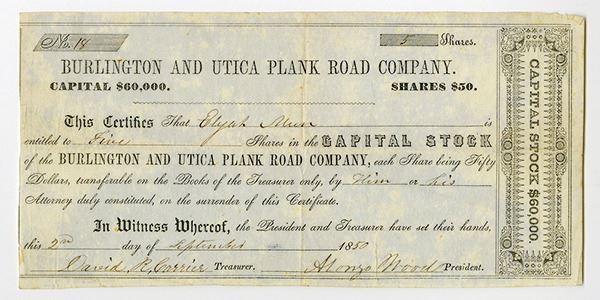 No. 18 5 Shares.
BURLINGTON AND UTICA PLANK ROAD COMPANY.
CAPITAL $60,000. SHARES $50.
This Certifies That Elijah is
entitled to Five Shares in the CAPITAL STOCK
of the BURLINGTON AND UTICA PLANK ROAD COMPANY, each Share being Fifty
Dollars, transferable on the Books of the Treasurer only, by Him or his
Attorney duly constituted, on the surrender of this Certificate.
In Witness Whereof, the President and Treasurer have set their hands,
this 2nd day of September 1850
David R. Carrier Treasurer. Alonzo Wood President.
CAPITAL STOCK $60,000.